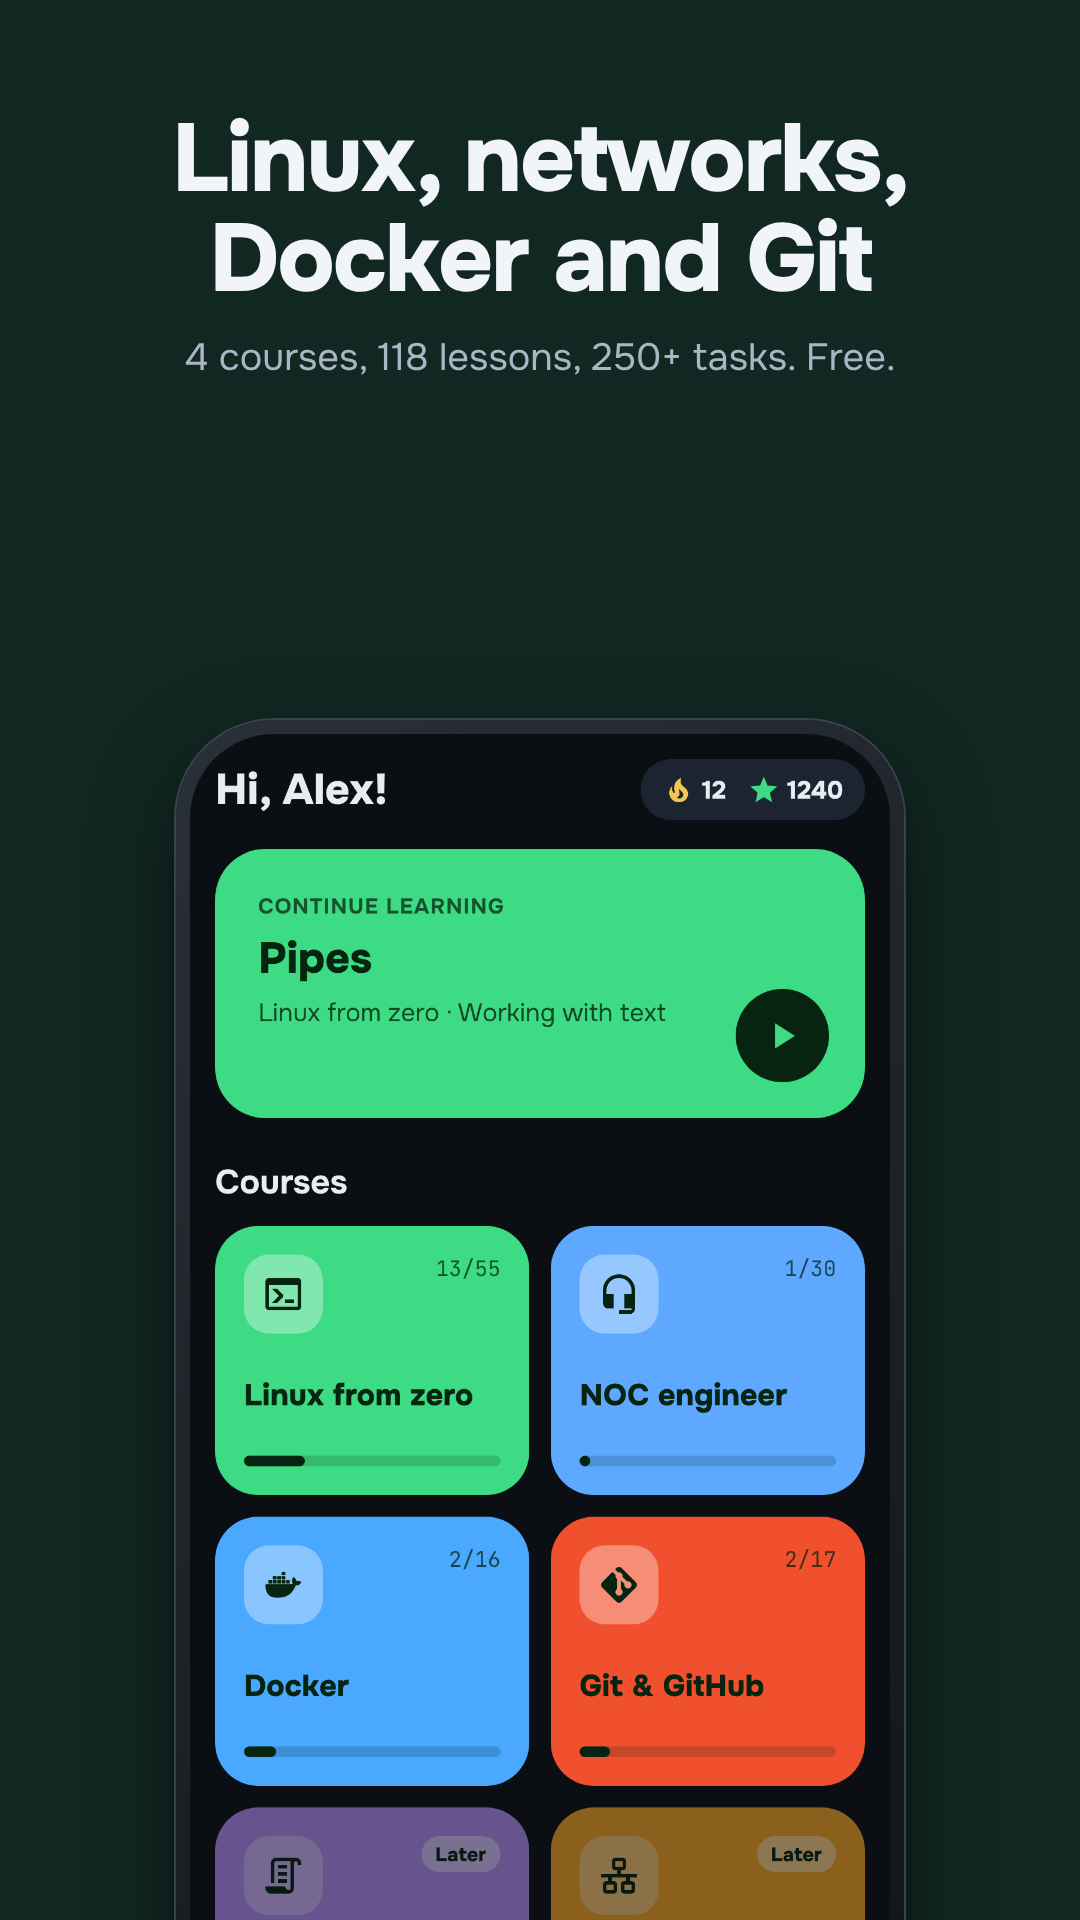 Linux, networks,
Docker and Git
4 courses, 118 lessons, 250+ tasks. Free.
Hi, Alex!
12
1240
CONTINUE LEARNING
Pipes
Linux from zero · Working with text
Courses
13/55
Linux from zero
1/30
NOC engineer
2/16
Docker
2/17
Git & GitHub
Later
Later